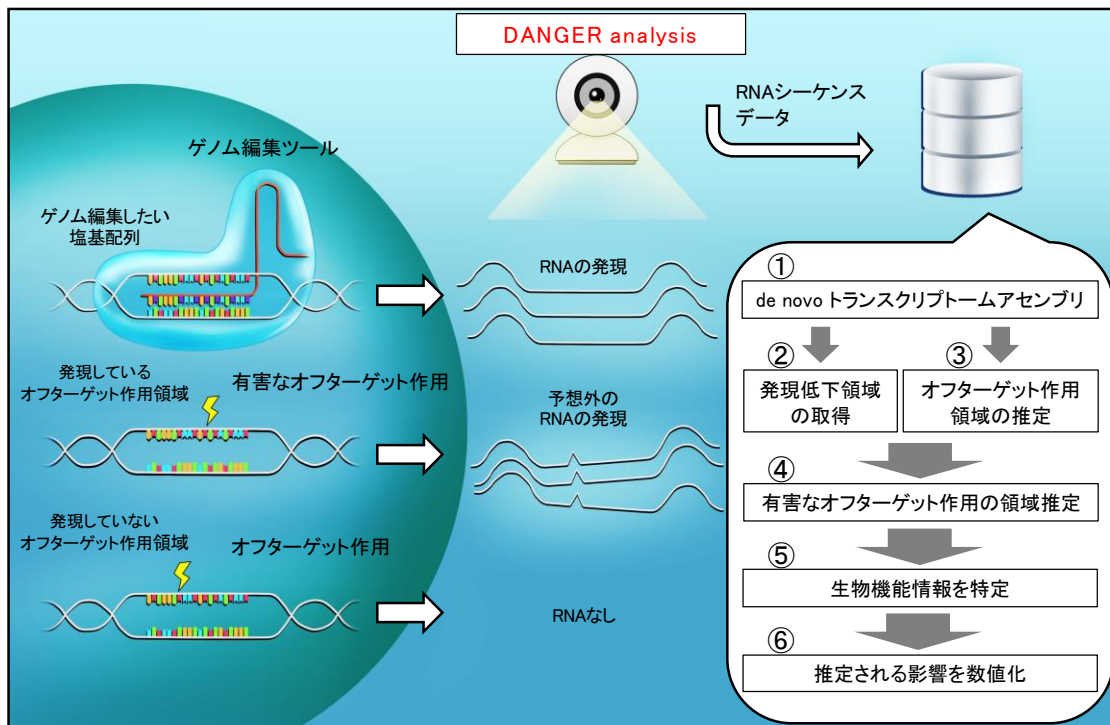 DANGER analysis
RNAシーケンス
データ
ゲノム編集ツール
ゲノム編集したい
塩基配列
RNAの発現
発現している
オフターゲット作用領域
有害なオフターゲット作用
予想外の
RNAの発現
発現していない
オフターゲット作用領域
オフターゲット作用
RNAなし
①
de novo トランスクリプトームアセンブリ
②
発現低下領域
の取得
③
オフターゲット作用
領域の推定
④
有害なオフターゲット作用の領域推定
⑤
生物機能情報を特定
⑥
推定される影響を数値化